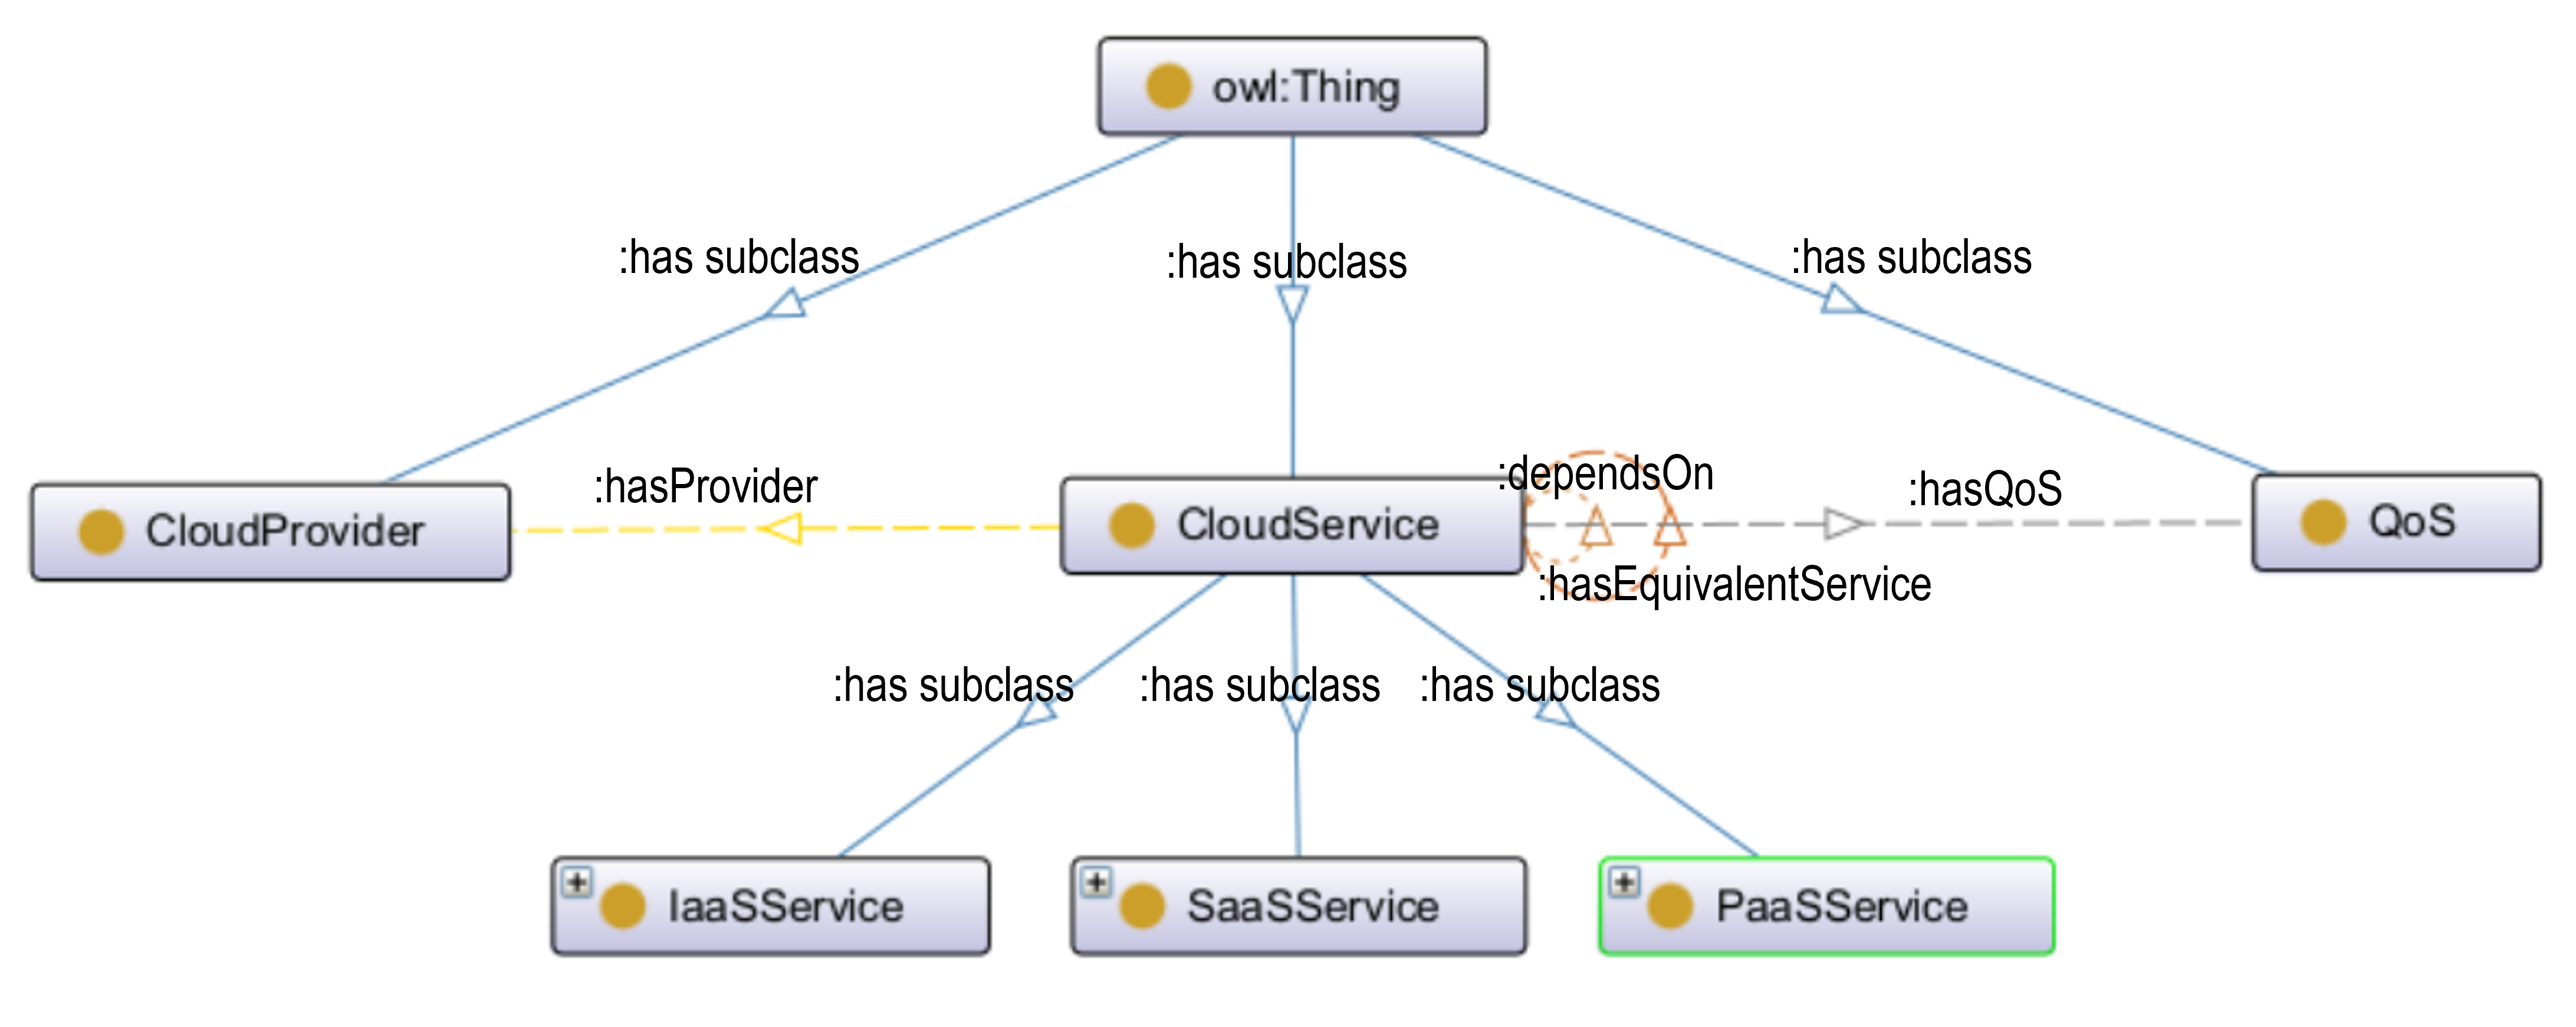 owl:Thing
:has subclass
:has subclass
:has subclass
CloudProvider
:hasProvider
CloudService
:dependsOn
:hasEquivalentService
:hasQoS
QoS
:has subclass
:has subclass
:has subclass
IaaSService
SaaSService
PaaSService